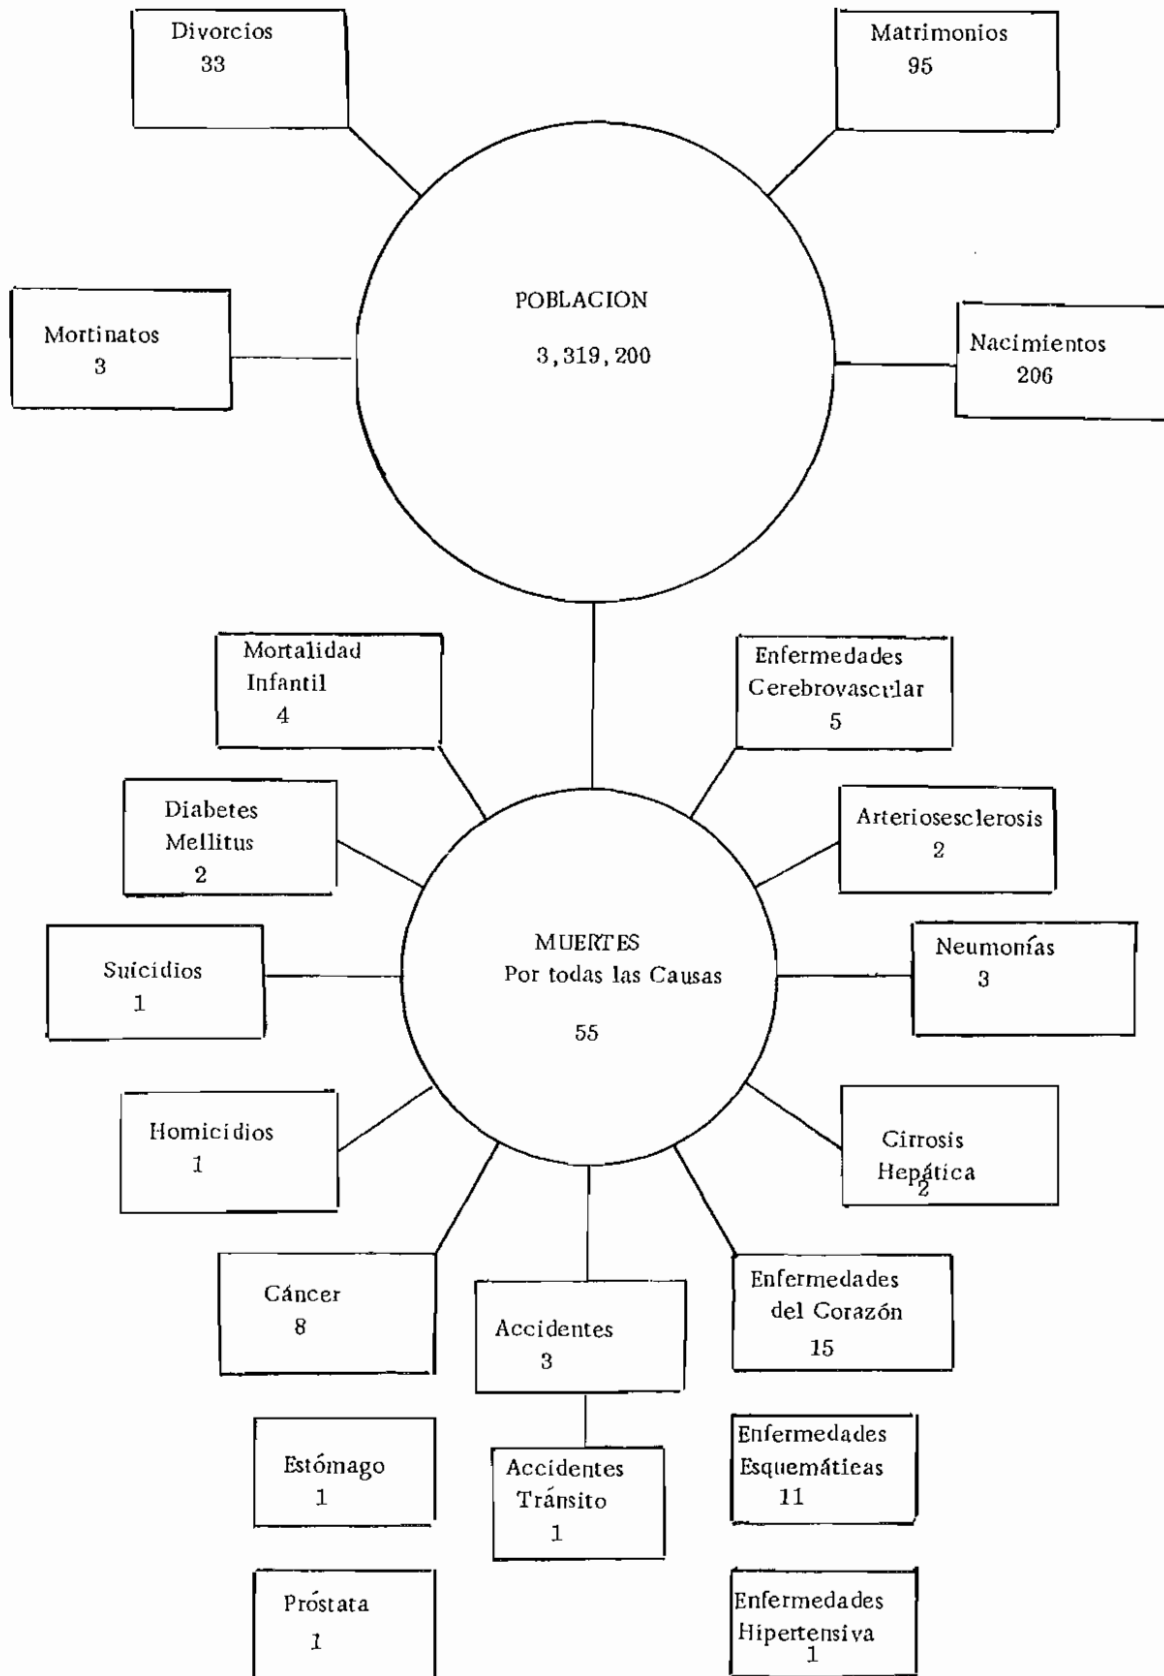 Divorcios
33
Matrimonios
95
POBLACION
3,319,200
Mortinatos
3
Nacimientos
206
Mortalidad
Infantil
4
Enfermedades
Cerebrovascular
5
Diabetes
Mellitus
2
Arteriosesclerosis
2
Suicidios
1
MUERTES
Por todas las Causas
55
Neumonías
3
Homicidios
1
Cirrosis
Hepática
2
Cáncer
8
Accidentes
3
Enfermedades
del Corazón
15
Estómago
1
Accidentes
Tránsito
1
Enfermedades
Esquemáticas
11
Próstata
1
Enfermedades
Hipertensiva
1